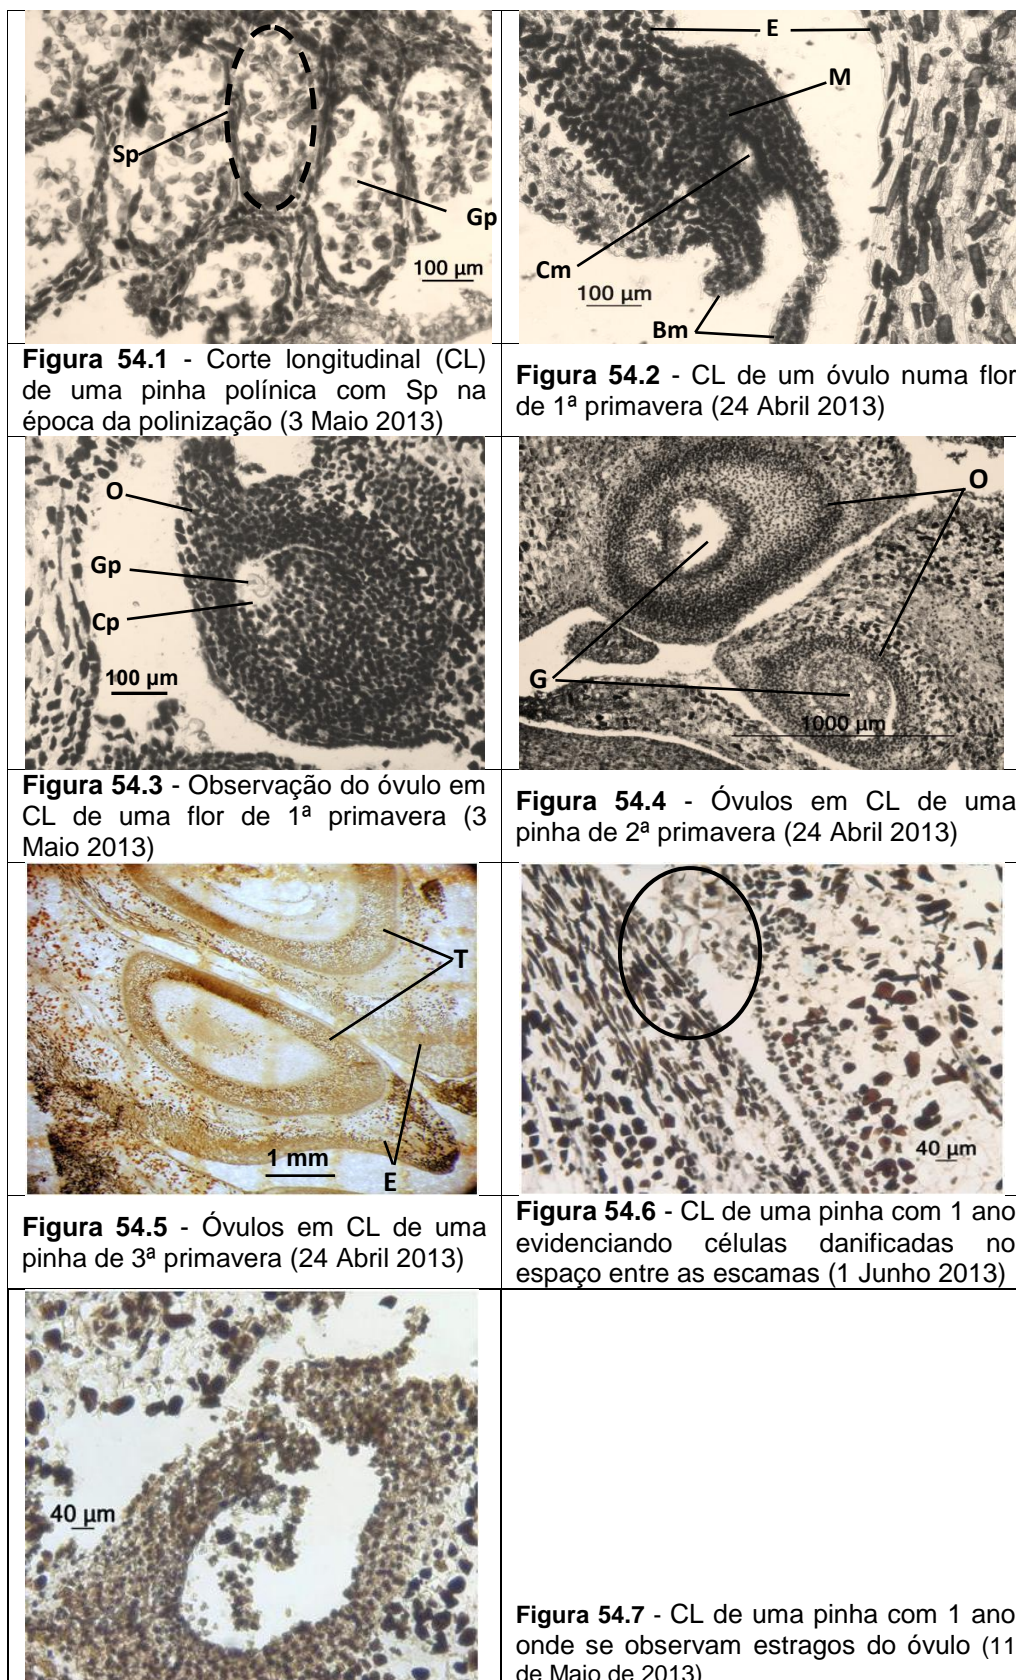 E
M
Sp
Gp
100 µm
Cm
100 µm
Bm
Figura 54.1 - Corte longitudinal (CL)
de uma pinha polínica com Sp na
época da polinização (3 Maio 2013)
Figura 54.2 - CL de um óvulo numa flor
de 1ª primavera (24 Abril 2013)
O
Gp
Cp
100 µm
O
G
1000 µm
Figura 54.3 - Observação do óvulo em
CL de uma flor de 1ª primavera (3
Maio 2013)
Figura 54.4 - Óvulos em CL de uma
pinha de 2ª primavera (24 Abril 2013)
T
1 mm
E
40 µm
Figura 54.5 - Óvulos em CL de uma
pinha de 3ª primavera (24 Abril 2013)
Figura 54.6 - CL de uma pinha com 1 ano
evidenciando células danificadas no
espaço entre as escamas (1 Junho 2013)
40 µm
Figura 54.7 - CL de uma pinha com 1 ano
onde se observam estragos do óvulo (11
de Maio de 2013)